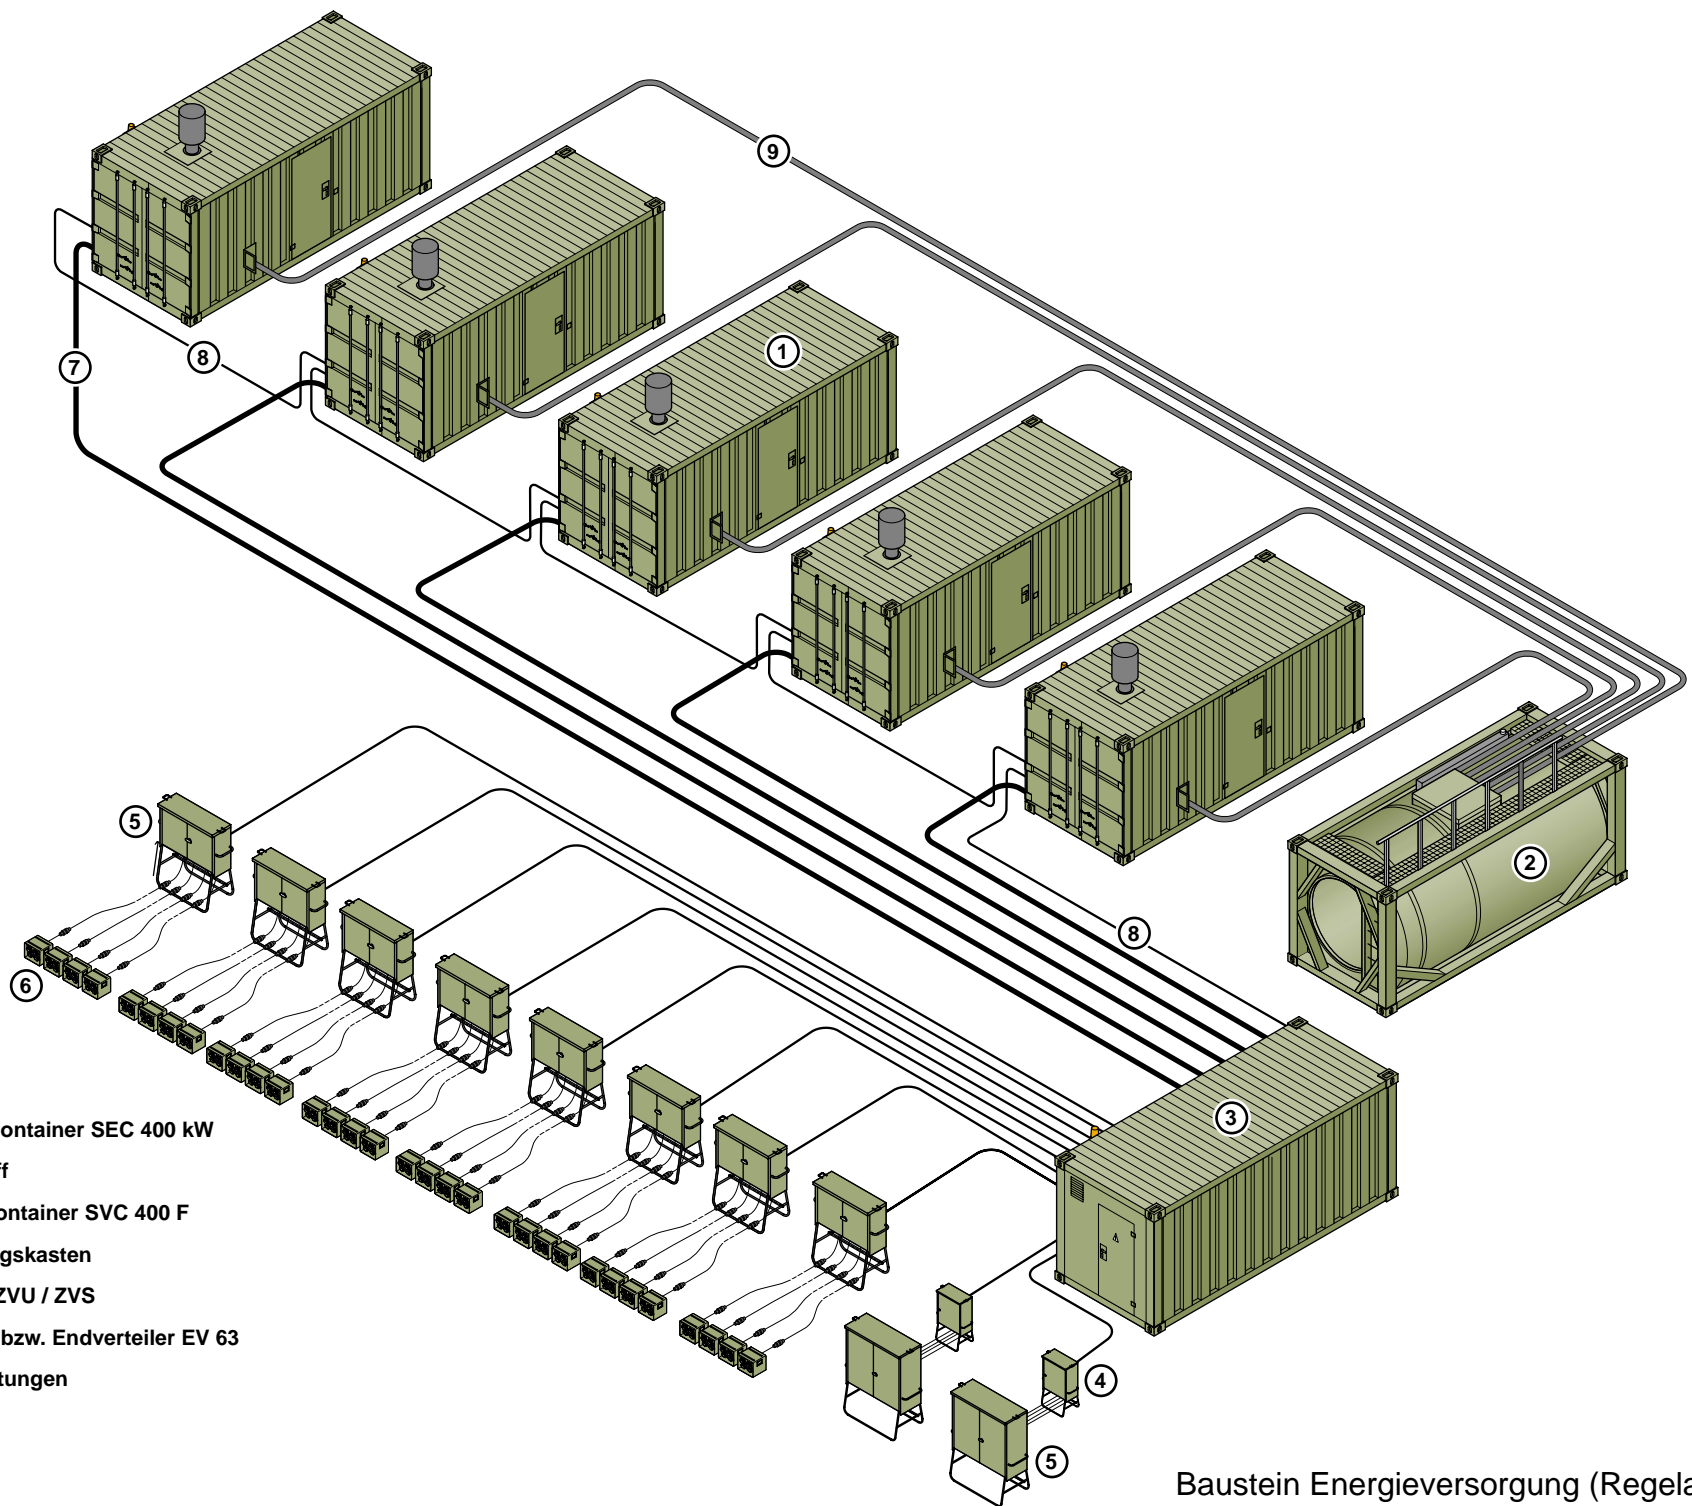 9
1
8
7
2
5
8
6
3
ontainer SEC 400 kW
ff
ontainer SVC 400 F
gskasten
ZVU / ZVS
bzw. Endverteiler EV 63
tungen
4
5
Baustein Energieversorgung (Regela